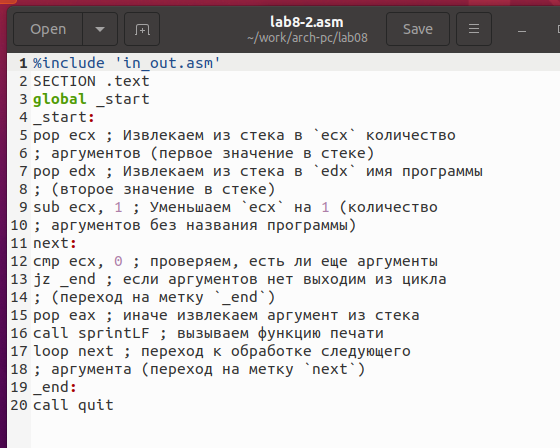 Open
lab8-2.asm
~/work/arch-pc/lab08
Save
1 %include 'in_out.asm'
2 SECTION .text
3 global _start
4 _start:
5 pop ecx ; Извлекаем из стека в `ecx` количество
6 ; аргументов (первое значение в стеке)
7 pop edx ; Извлекаем из стека в `edx` имя программы
8 ; (второе значение в стеке)
9 sub ecx, 1 ; Уменьшаем `ecx` на 1 (количество
10 ; аргументов без названия программы)
11 next:
12 cmp ecx, 0 ; проверяем, есть ли еще аргументы
13 jz _end ; если аргументов нет выходим из цикла
14 ; (переход на метку `_end`)
15 pop eax ; иначе извлекаем аргумент из стека
16 call sprintLF ; вызываем функцию печати
17 loop next ; переход к обработке следующего
18 ; аргумента (переход на метку `next`)
19 _end:
20 call quit